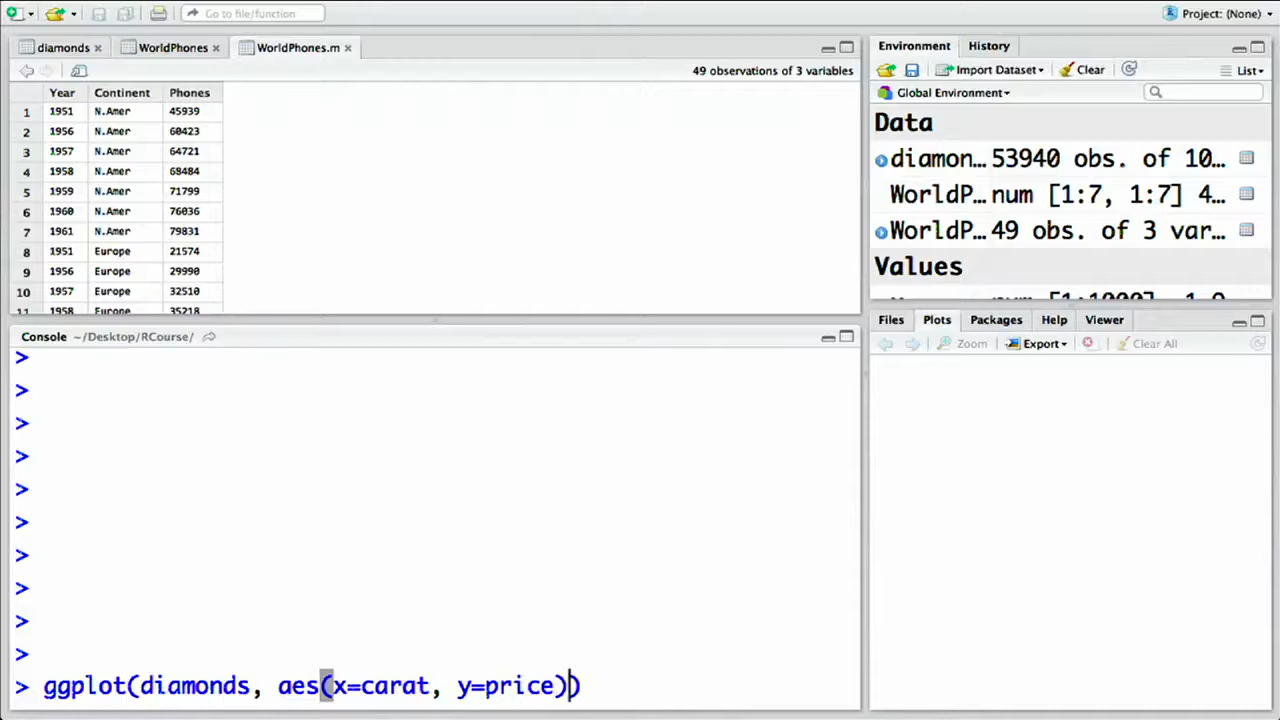 Go to file/function
Project: (None)
diamonds
WorldPhones
WorldPhones.m
49 observations of 3 variables
Year Continent Phones
1 1951 N.Amer 45939
2 1956 N.Amer 60423
3 1957 N.Amer 64721
4 1958 N.Amer 68484
5 1959 N.Amer 71799
6 1960 N.Amer 76036
7 1961 N.Amer 79831
8 1951 Europe 21574
9 1956 Europe 29990
10 1957 Europe 32510
11 1958 Europe 35218
Console ~/Desktop/RCourse/
>
>
>
>
>
>
>
>
>
>
> ggplot(diamonds, aes(x=carat, y=price))
Environment History
Import Dataset Clear List
Global Environment
Data
diamon… 53940 obs. of 10…
WorldP… num [1:7, 1:7] 4…
WorldP… 49 obs. of 3 var…
Values
Files Plots Packages Help Viewer
Zoom Export Clear All